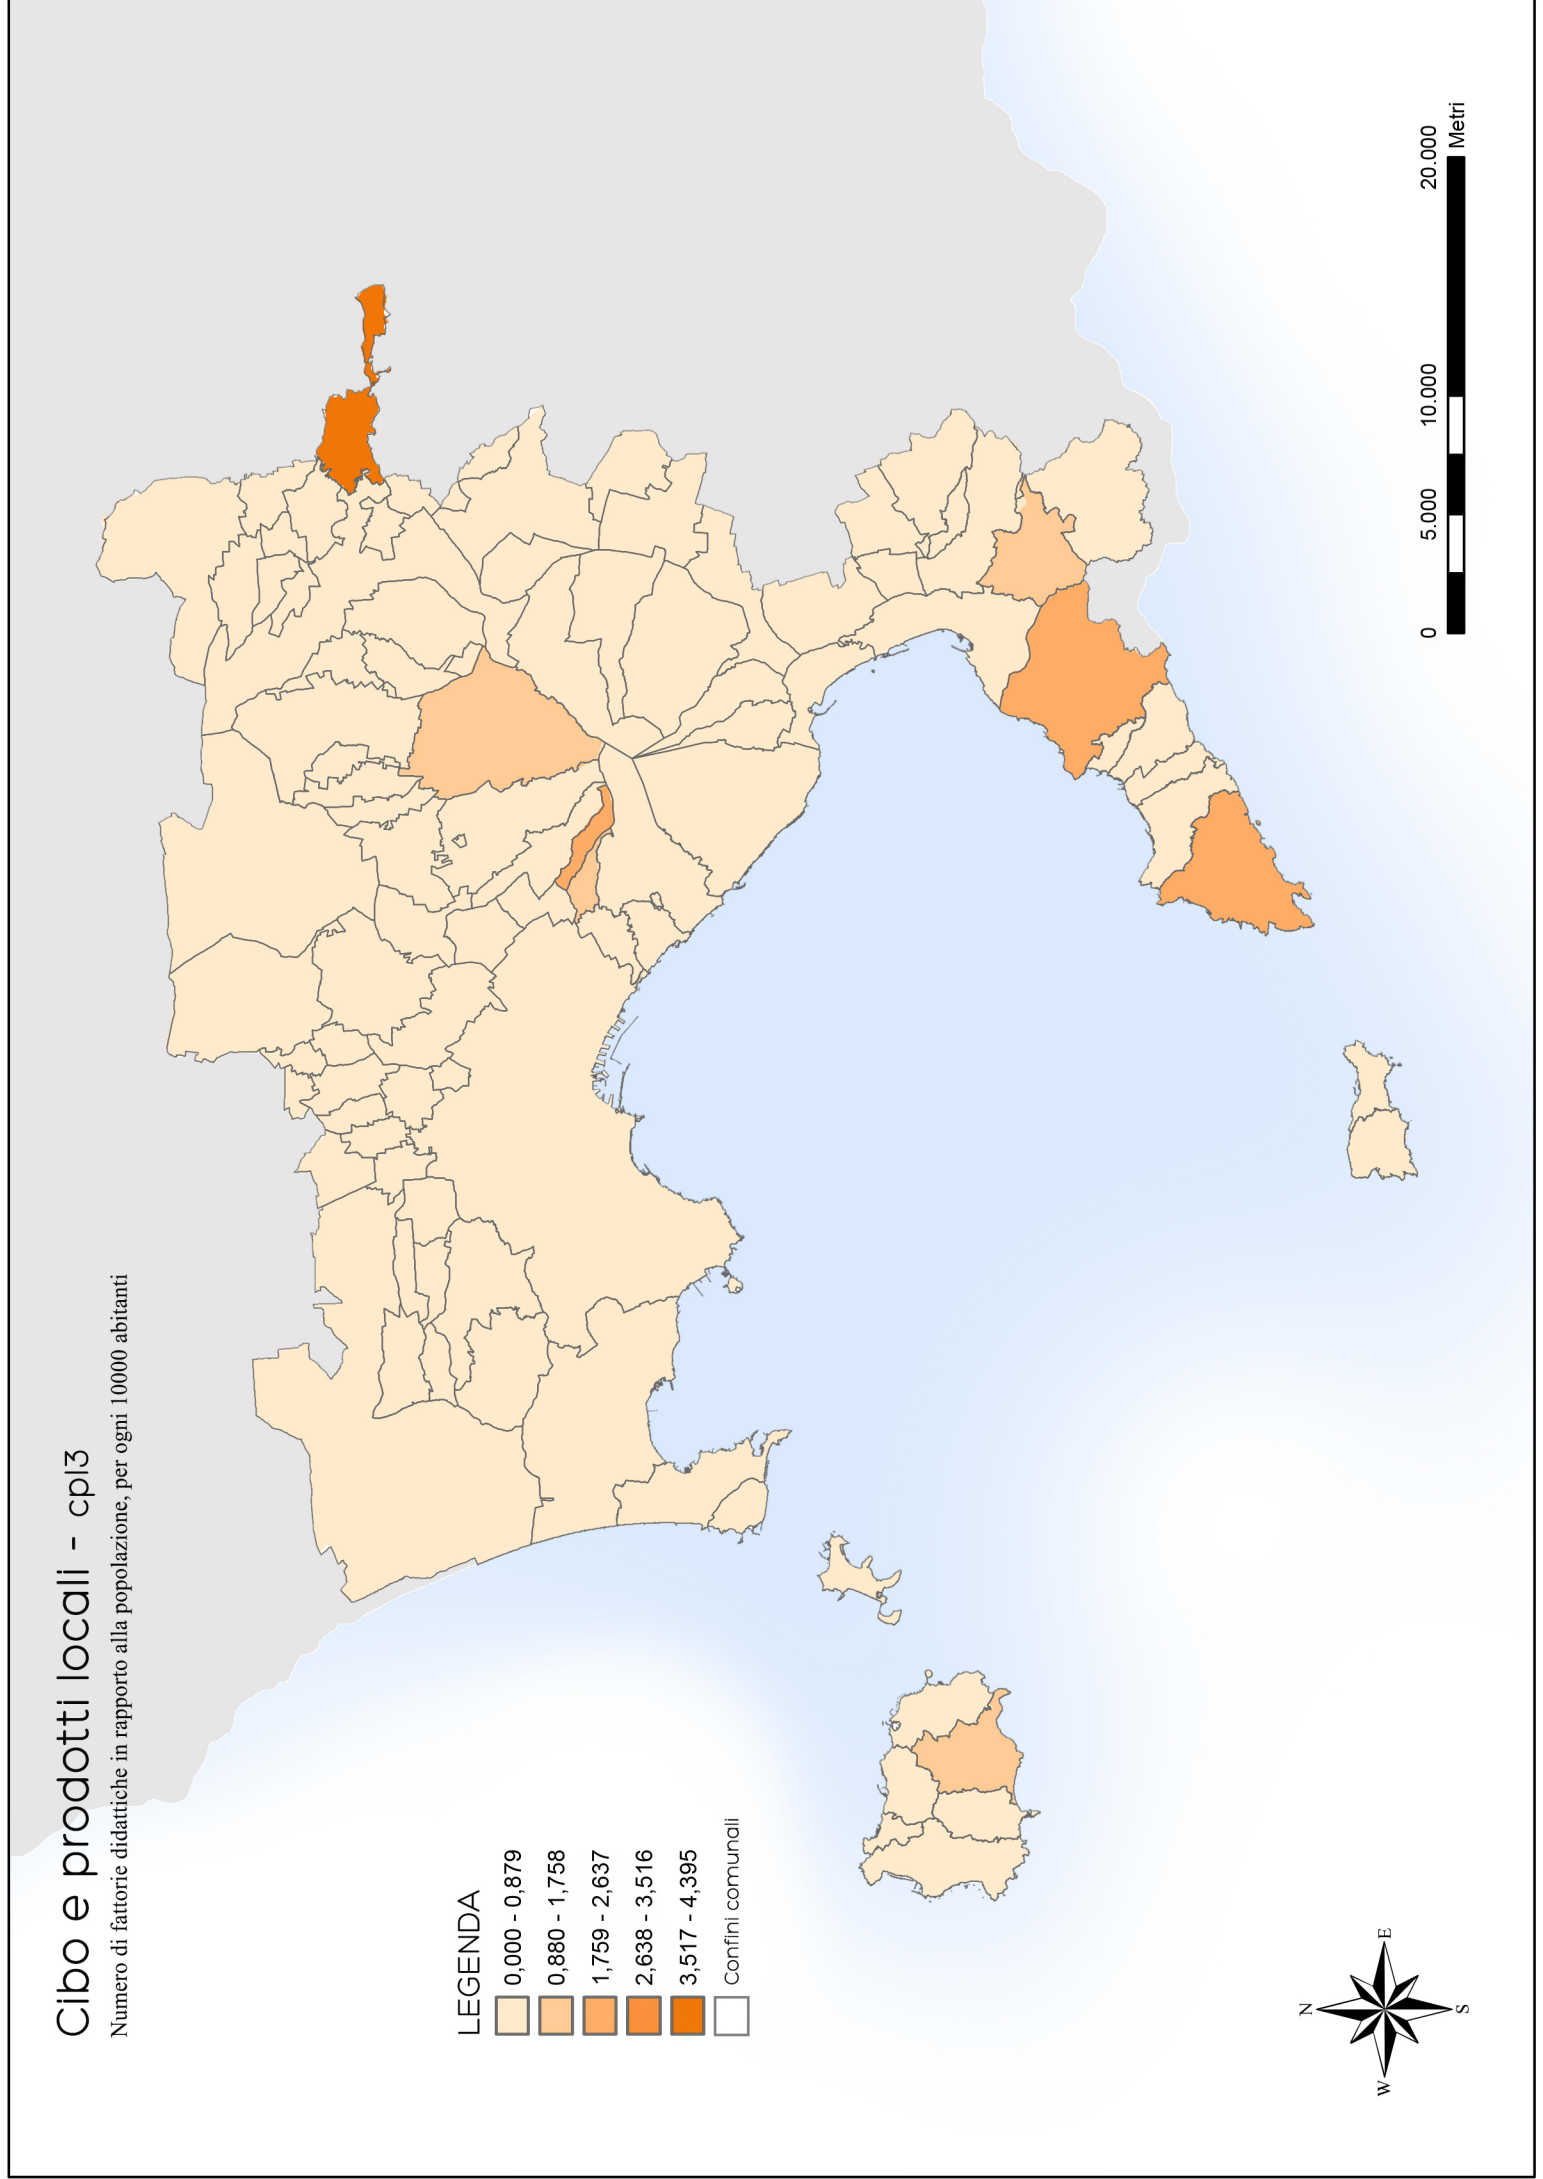 Cibo e prodotti locali - cpl3
Numero di fattorie didattiche in rapporto alla popolazione, per ogni 10000 abitanti
LEGENDA
0,000 - 0,879
0,880 - 1,758
1,759 - 2,637
2,638 - 3,516
3,517 - 4,395
Confini comunali
N
W E
S
0 5.000 10.000 20.000
Metri